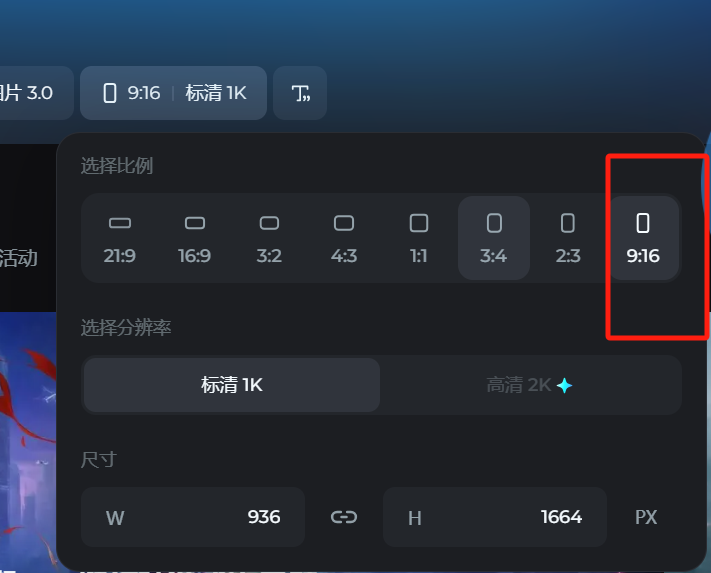 片 3.0 9:16 | 标清 1K T
选择比例
21:9 16:9 3:2 4:3 1:1 3:4 2:3 9:16
活动
选择分辨率
标清 1K 高清 2K
尺寸
W 936 H 1664 PX